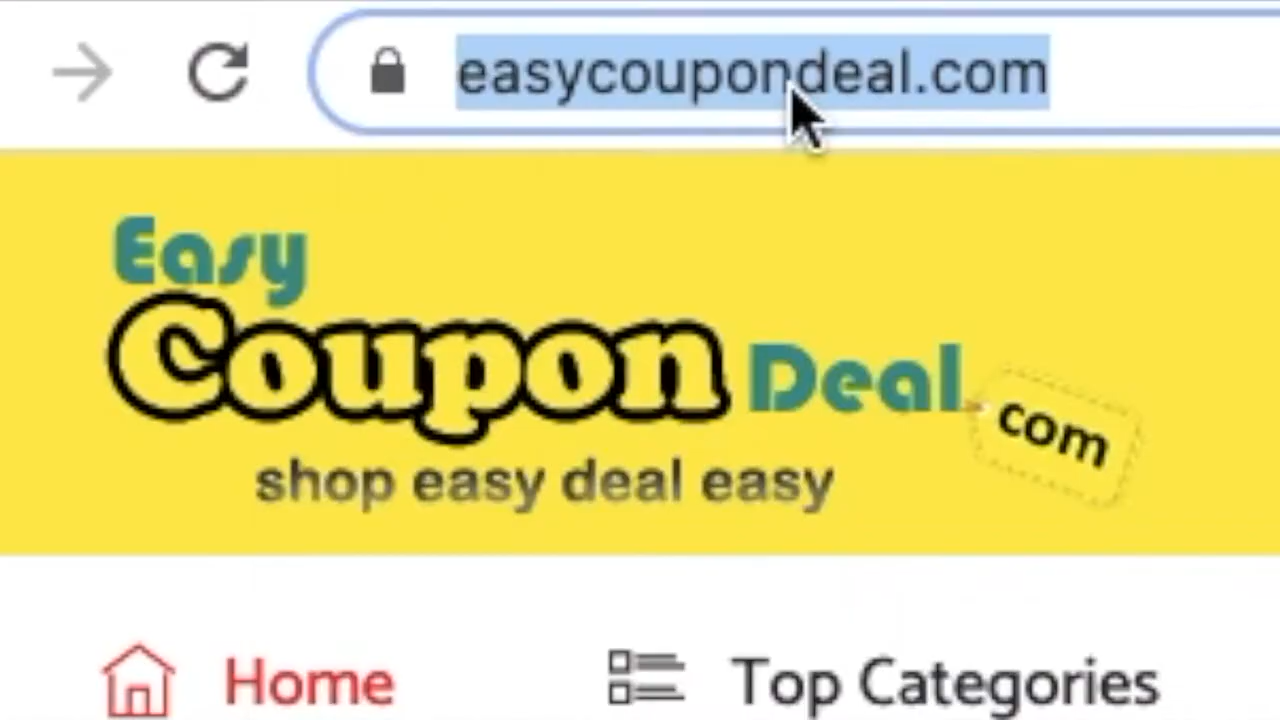 easycoupondeal.com
Easy
Coupon Deal com
shop easy deal easy
Home Top Categories